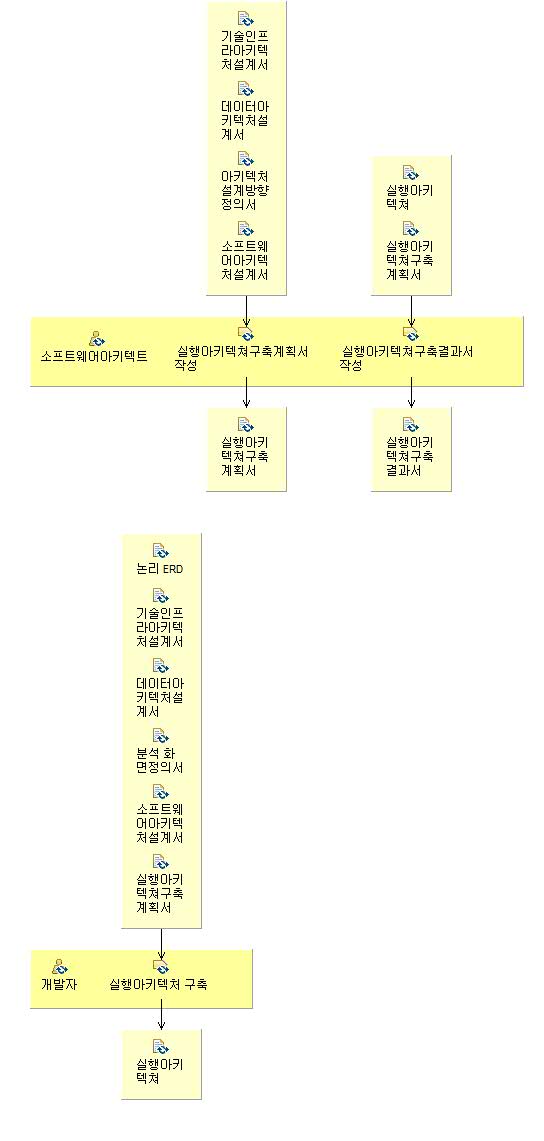 기술인프
라아키텍
처설계서
데이터아
키텍처설
계서
아키텍처
설계방향
정의서
소프트웨
어아키텍
처설계서
실행아키
텍쳐
실행아키
텍쳐구축
계획서
소프트웨어아키텍트
실행아키텍쳐구축계획서
작성
실행아키텍쳐구축결과서
작성
실행아키
텍쳐구축
계획서
실행아키
텍쳐구축
결과서
논리 ERD
기술인프
라아키텍
처설계서
데이터아
키텍처설
계서
분석 화
면정의서
소프트웨
어아키텍
처설계서
실행아키
텍쳐구축
계획서
개발자
실행아키텍처 구축
실행아키
텍쳐